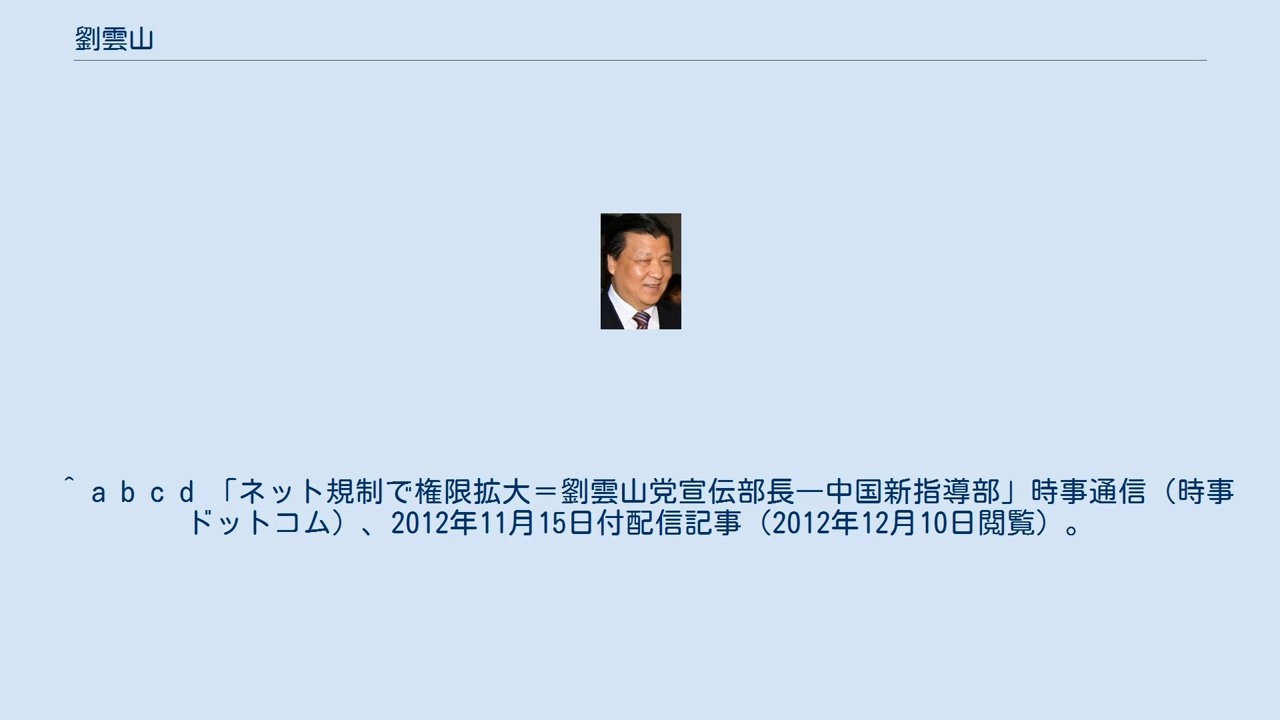 劉雲山
^ a b c d 「ネット規制で権限拡大＝劉雲山党宣伝部長―中国新指導部」時事通信（時事
ドットコム）、2012年11月15日付配信記事（2012年12月10日閲覧）。